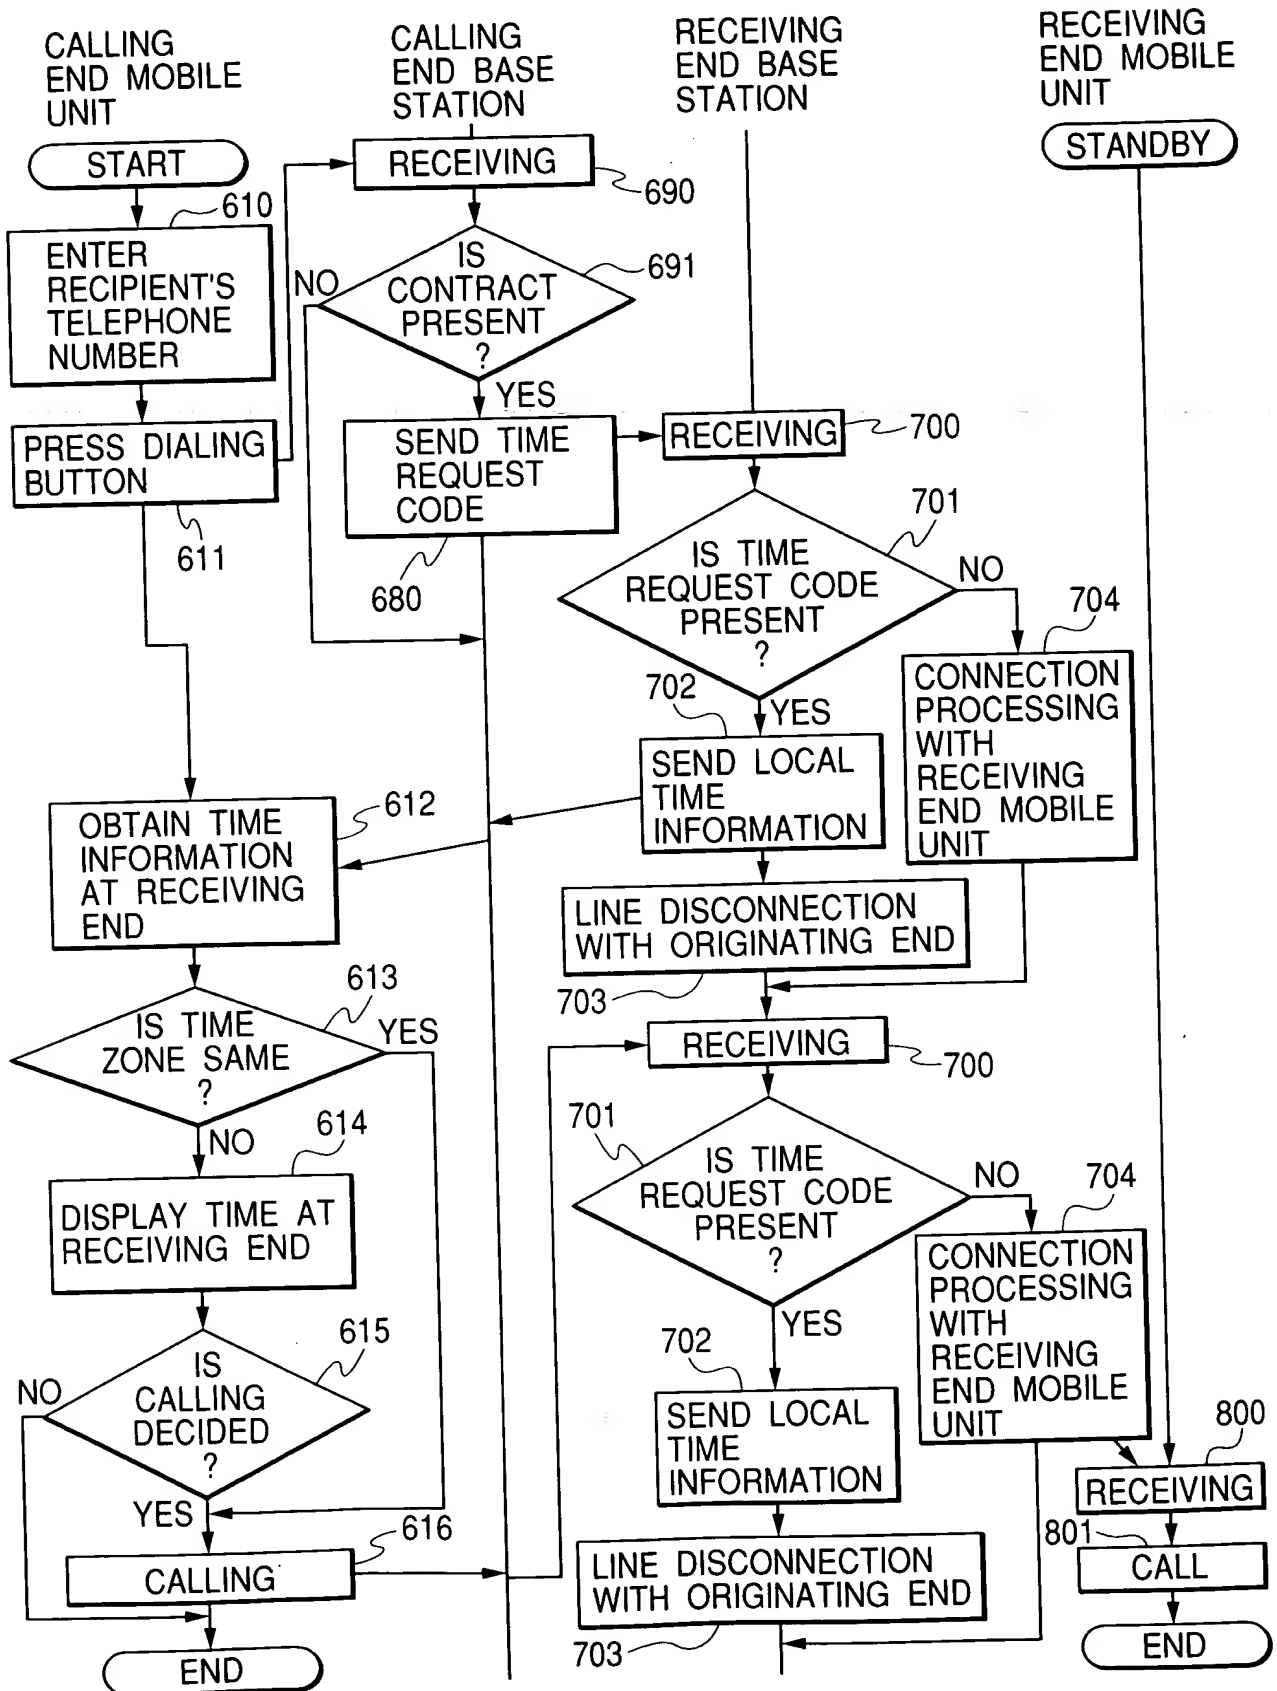 CALLING
END MOBILE
UNIT
CALLING
END BASE
STATION
RECEIVING
END BASE
STATION
RECEIVING
END MOBILE
UNIT
START
RECEIVING
690
STANDBY
610
ENTER
RECIPIENT'S
TELEPHONE
NUMBER
IS
CONTRACT
PRESENT
?
691
NO
YES
PRESS DIALING
BUTTON
611
SEND TIME
REQUEST
CODE
680
RECEIVING
700
701
IS TIME
REQUEST CODE
PRESENT
?
NO
YES
704
CONNECTION
PROCESSING
WITH
RECEIVING
END MOBILE
UNIT
702
SEND LOCAL
TIME
INFORMATION
OBTAIN TIME
INFORMATION
AT RECEIVING
END
612
LINE DISCONNECTION
WITH ORIGINATING END
703
613
IS TIME
ZONE SAME
?
YES
NO
RECEIVING
700
701
IS TIME
REQUEST CODE
PRESENT
?
NO
YES
704
CONNECTION
PROCESSING
WITH
RECEIVING
END MOBILE
UNIT
614
DISPLAY TIME AT
RECEIVING END
615
IS
CALLING
DECIDED
?
NO
YES
702
SEND LOCAL
TIME
INFORMATION
800
RECEIVING
616
CALLING
LINE DISCONNECTION
WITH ORIGINATING END
703
801
CALL
END
END